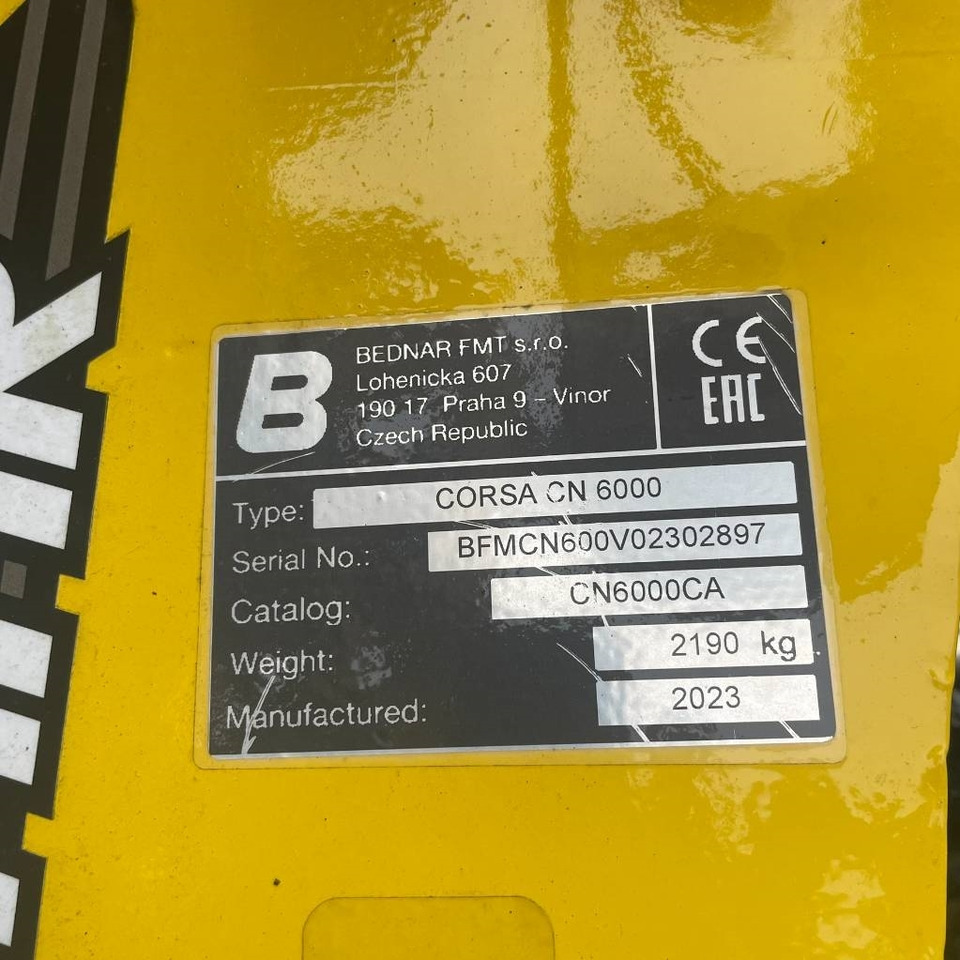 B
BEDNAR FMT s.r.o.
Lohenicka 607
190 17 Praha 9 – Vinor
Czech Republic
CE
EAC
Type: CORSA CN 6000
Serial No.: BFMCN600V02302897
Catalog: CN6000CA
Weight: 2190 kg
Manufactured: 2023